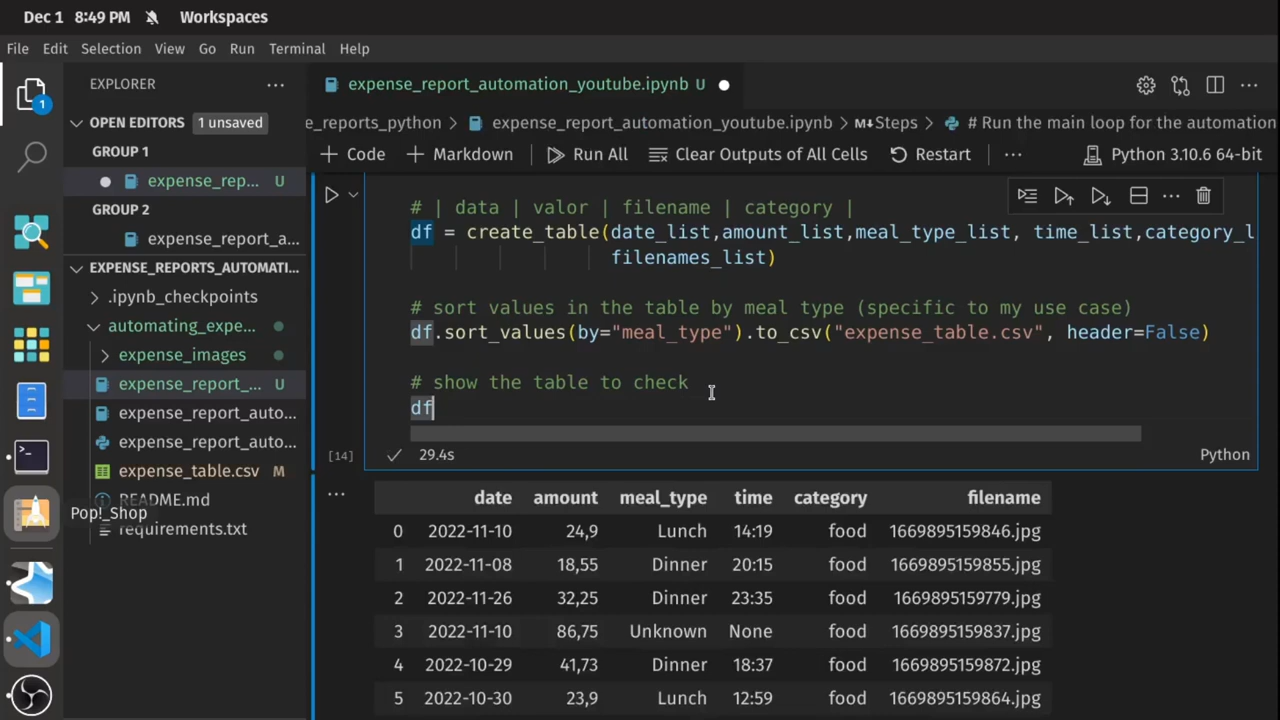 Dec 1 8:49 PM Workspaces
File Edit Selection View Go Run Terminal Help
EXPLORER
expense_report_automation_youtube.ipynb U
OPEN EDITORS 1 unsaved
GROUP 1
expense_rep... U
GROUP 2
expense_report_a...
EXPENSE_REPORTS_AUTOMATI...
.ipynb_checkpoints
automating_expe...
expense_images
expense_report_... U
expense_report_auto...
expense_report_auto...
expense_table.csv M
README.md
Pop!_Shop
requirements.txt
1
e_reports_python > expense_report_automation_youtube.ipynb > M↓Steps > # Run the main loop for the automation
+ Code + Markdown Run All Clear Outputs of All Cells Restart ... Python 3.10.6 64-bit
# | data | valor | filename | category |
df = create_table(date_list,amount_list,meal_type_list, time_list,category_l
filenames_list)
# sort values in the table by meal type (specific to my use case)
df.sort_values(by="meal_type").to_csv("expense_table.csv", header=False)
# show the table to check
df
[14] 29.4s Python
date amount meal_type time category filename
0 2022-11-10 24,9 Lunch 14:19 food 1669895159846.jpg
1 2022-11-08 18,55 Dinner 20:15 food 1669895159855.jpg
2 2022-11-26 32,25 Dinner 23:35 food 1669895159779.jpg
3 2022-11-10 86,75 Unknown None food 1669895159837.jpg
4 2022-10-29 41,73 Dinner 18:37 food 1669895159872.jpg
5 2022-10-30 23,9 Lunch 12:59 food 1669895159864.jpg